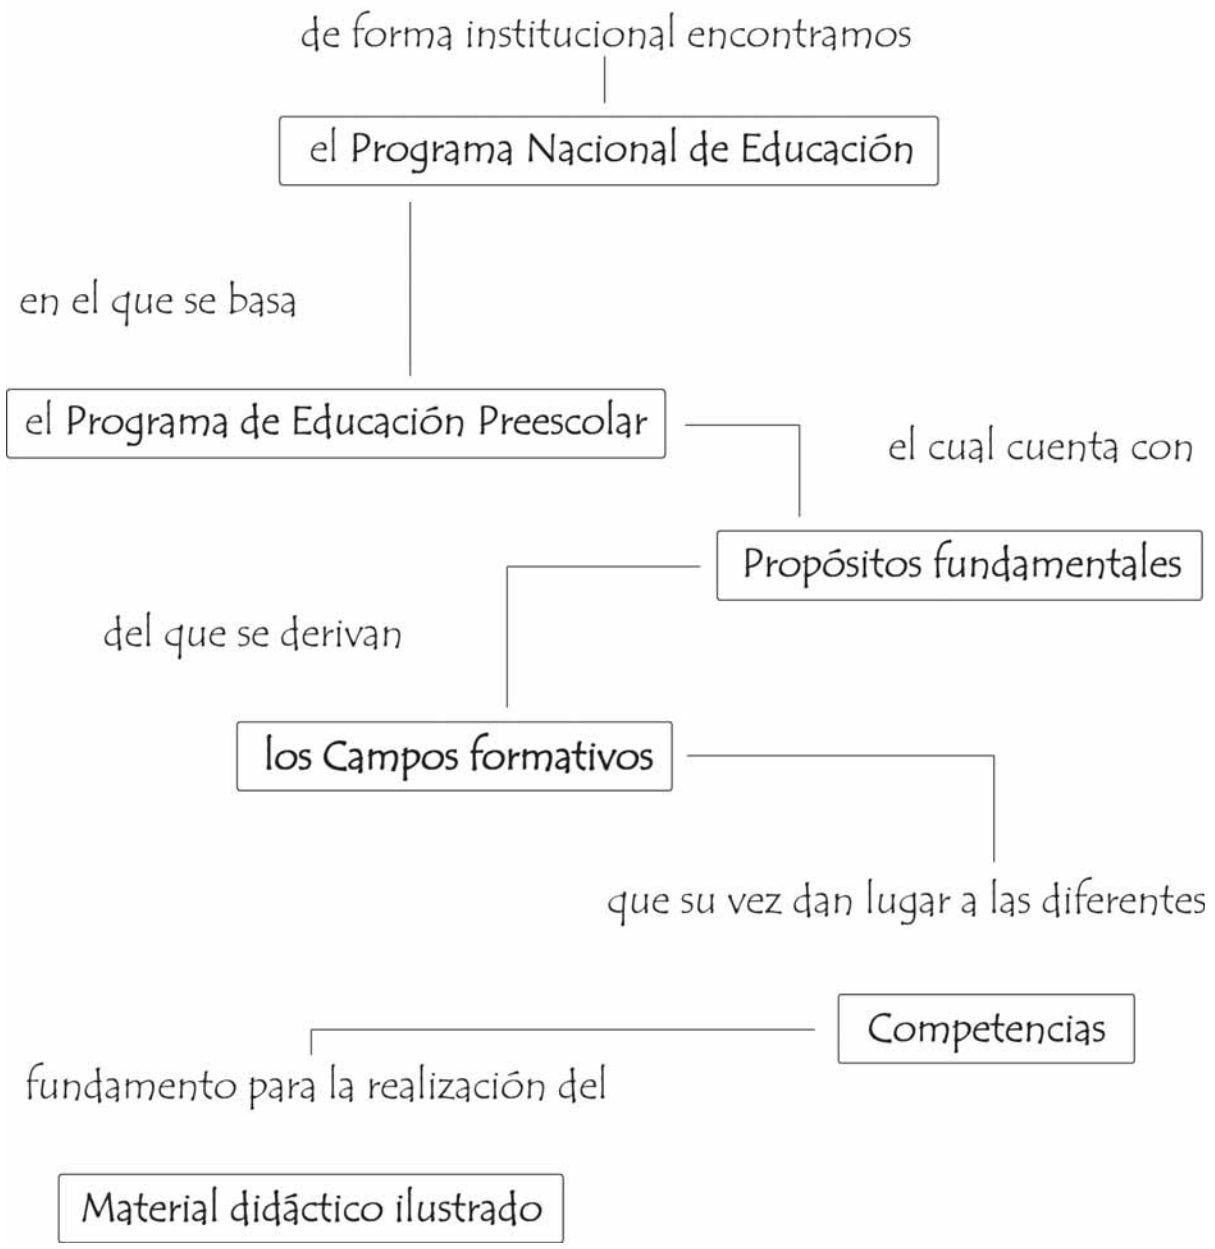 de forma institucional encontramos
el Programa Nacional de Educación
en el que se basa
el Programa de Educación Preescolar
el cual cuenta con
Propósitos fundamentales
del que se derivan
los Campos formativos
que su vez dan lugar a las diferentes
Competencias
fundamento para la realización del
Material didáctico ilustrado